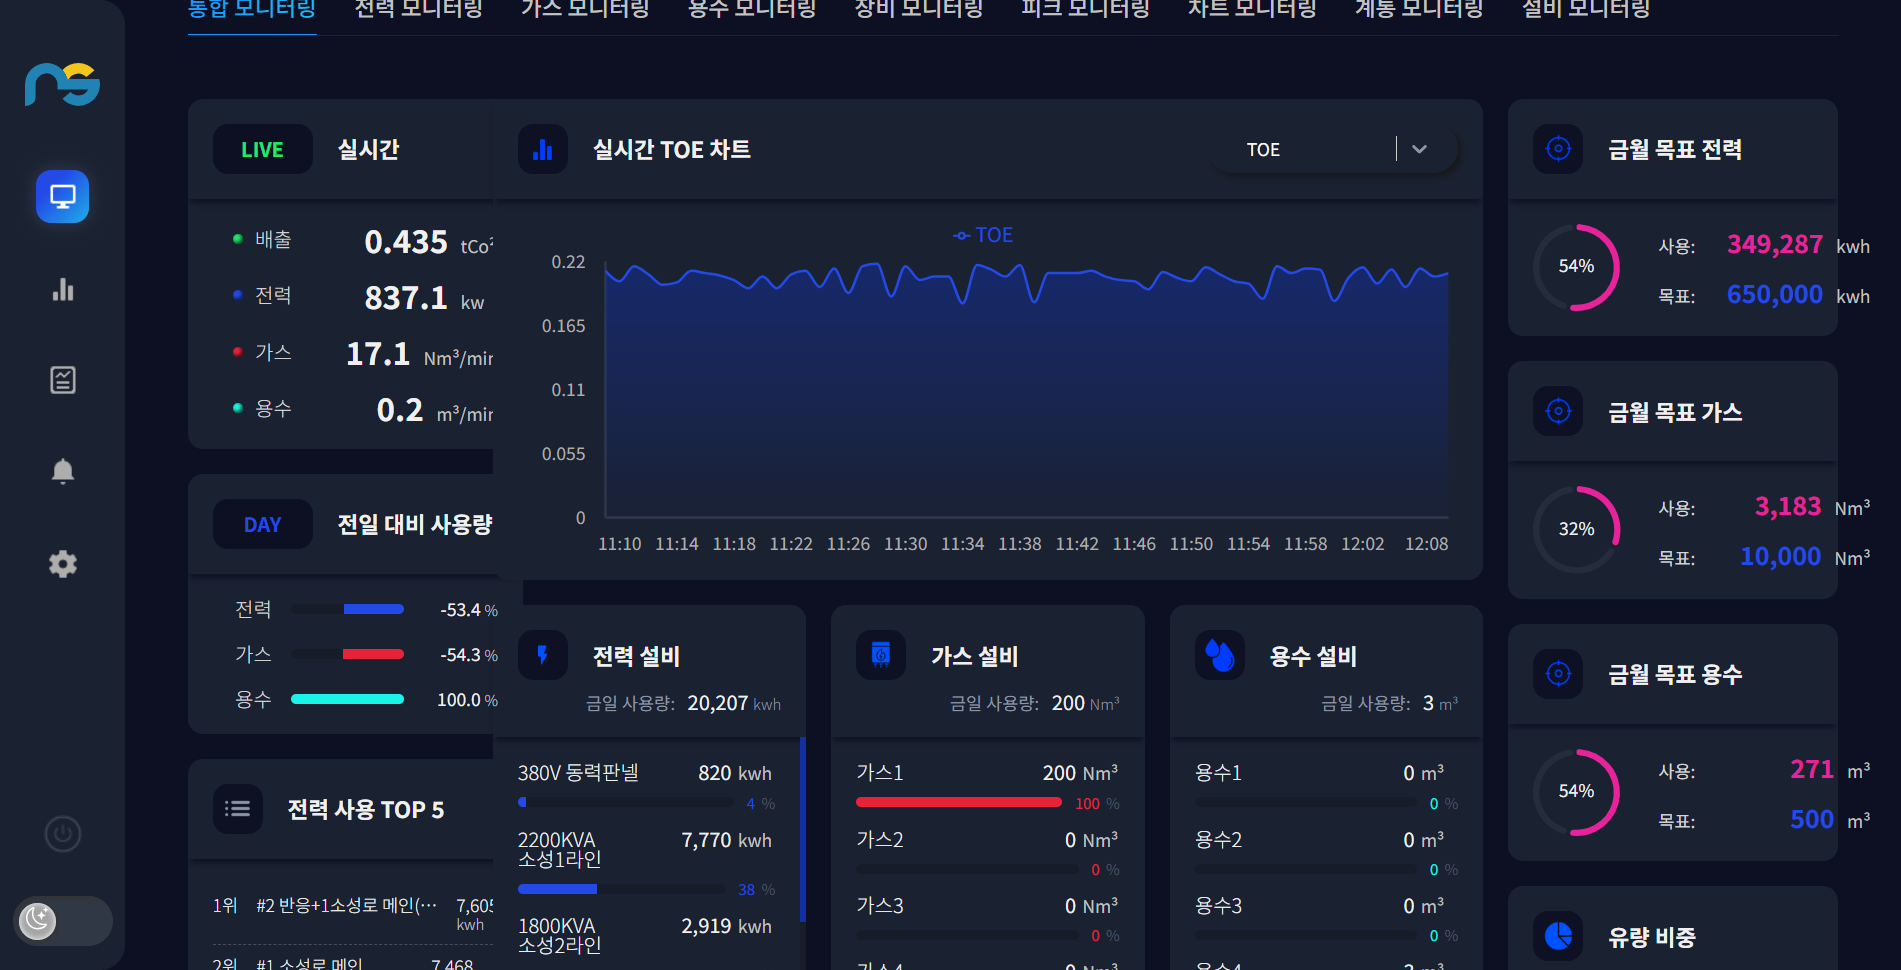 통합 모니터링 전력 모니터링 가스 모니터링 용수 모니터링 장비 모니터링 피크 모니터링 차트 모니터링 계통 모니터링 설비 모니터링
LIVE 실시간
배출 0.435 tCo²
전력 837.1 kw
가스 17.1 Nm³/min
용수 0.2 m³/min
DAY 전일 대비 사용량
전력 -53.4 %
가스 -54.3 %
용수 100.0 %
전력 사용 TOP 5
1위 #2 반응+1소성로 메인(… 7,605
kwh
2위 #1 소성로 메인 7,468
실시간 TOE 차트
TOE
TOE
0.22
0.165
0.11
0.055
0
11:10 11:14 11:18 11:22 11:26 11:30 11:34 11:38 11:42 11:46 11:50 11:54 11:58 12:02 12:08
전력 설비
금일 사용량: 20,207 kwh
380V 동력판넬 820 kwh
4 %
2200KVA 7,770 kwh
소성1라인
38 %
1800KVA 2,919 kwh
소성2라인
가스 설비
금일 사용량: 200 Nm³
가스1 200 Nm³
100 %
가스2 0 Nm³
0 %
가스3 0 Nm³
0 %
가스4 0 Nm³
용수 설비
금일 사용량: 3 m³
용수1 0 m³
0 %
용수2 0 m³
0 %
용수3 0 m³
0 %
용수4 m³
금월 목표 전력
54%
사용: 349,287 kwh
목표: 650,000 kwh
금월 목표 가스
32%
사용: 3,183 Nm³
목표: 10,000 Nm³
금월 목표 용수
54%
사용: 271 m³
목표: 500 m³
유량 비중